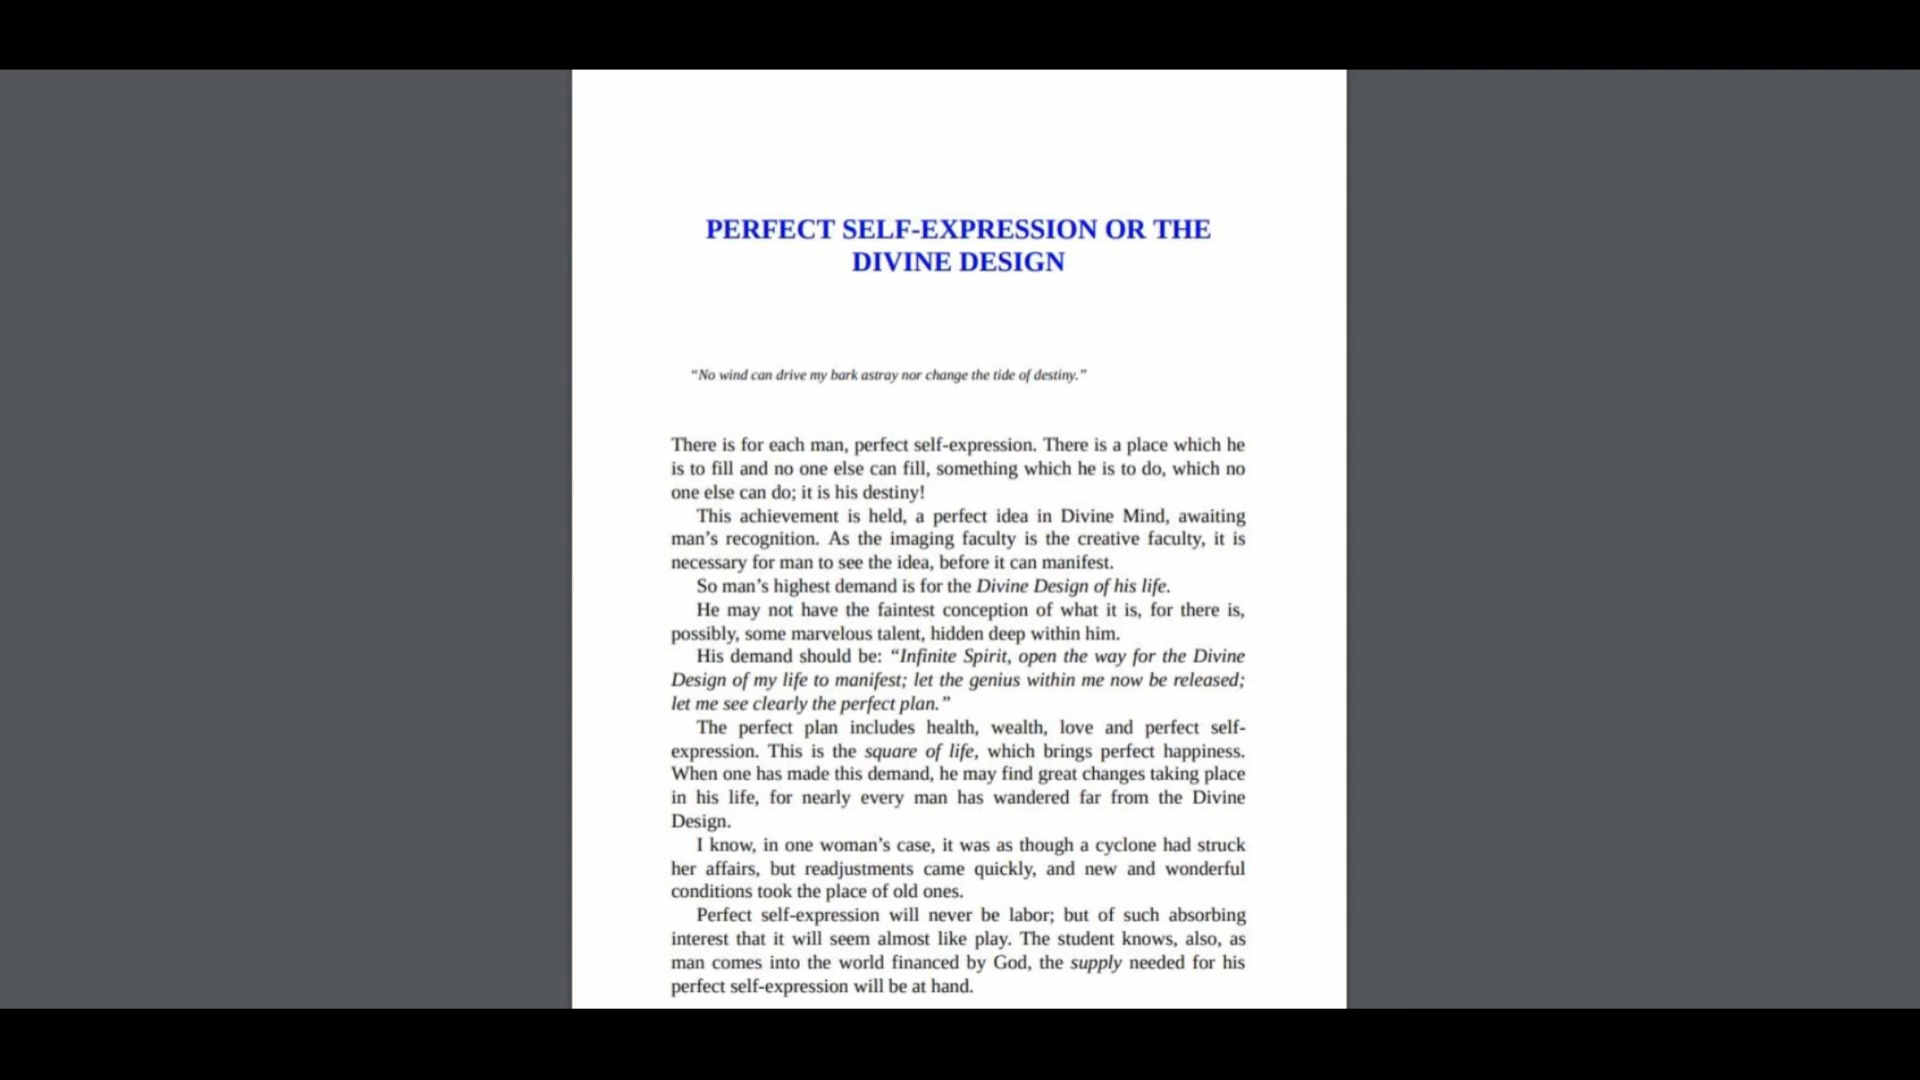 PERFECT SELF-EXPRESSION OR THE
DIVINE DESIGN
“No wind can drive my bark astray nor change the tide of destiny.”
There is for each man, perfect self-expression. There is a place which he
is to fill and no one else can fill, something which he is to do, which no
one else can do; it is his destiny!
This achievement is held, a perfect idea in Divine Mind, awaiting
man’s recognition. As the imaging faculty is the creative faculty, it is
necessary for man to see the idea, before it can manifest.
So man’s highest demand is for the Divine Design of his life.
He may not have the faintest conception of what it is, for there is,
possibly, some marvelous talent, hidden deep within him.
His demand should be: “Infinite Spirit, open the way for the Divine
Design of my life to manifest; let the genius within me now be released;
let me see clearly the perfect plan.”
The perfect plan includes health, wealth, love and perfect self-
expression. This is the square of life, which brings perfect happiness.
When one has made this demand, he may find great changes taking place
in his life, for nearly every man has wandered far from the Divine
Design.
I know, in one woman’s case, it was as though a cyclone had struck
her affairs, but readjustments came quickly, and new and wonderful
conditions took the place of old ones.
Perfect self-expression will never be labor; but of such absorbing
interest that it will seem almost like play. The student knows, also, as
man comes into the world financed by God, the supply needed for his
perfect self-expression will be at hand.